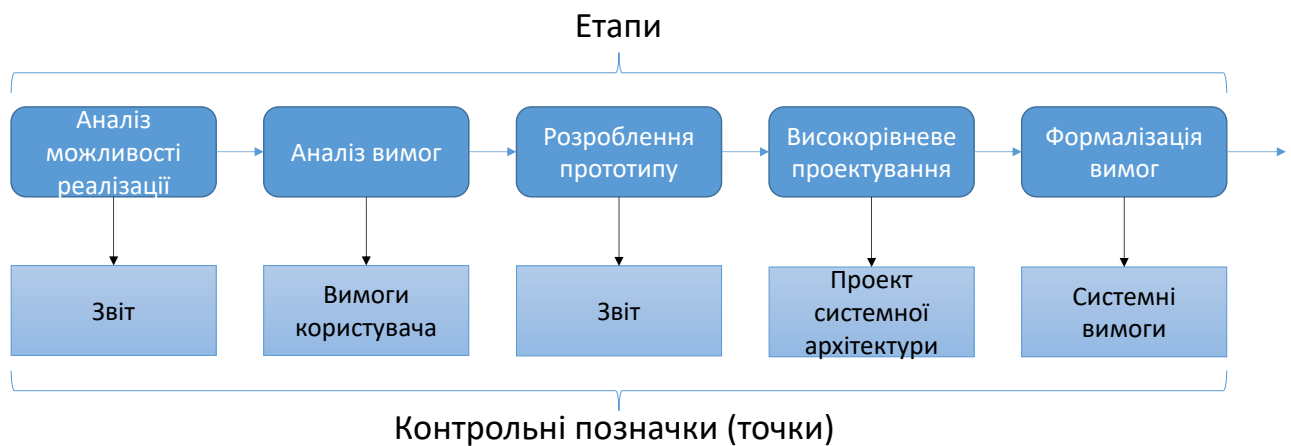 Етапи
Аналіз
можливості
реалізації
Аналіз вимог
Розроблення
прототипу
Високорівневе
проектування
Формалізація
вимог
Звіт
Вимоги
користувача
Звіт
Проект
системної
архітектури
Системні
вимоги
Контрольні позначки (точки)